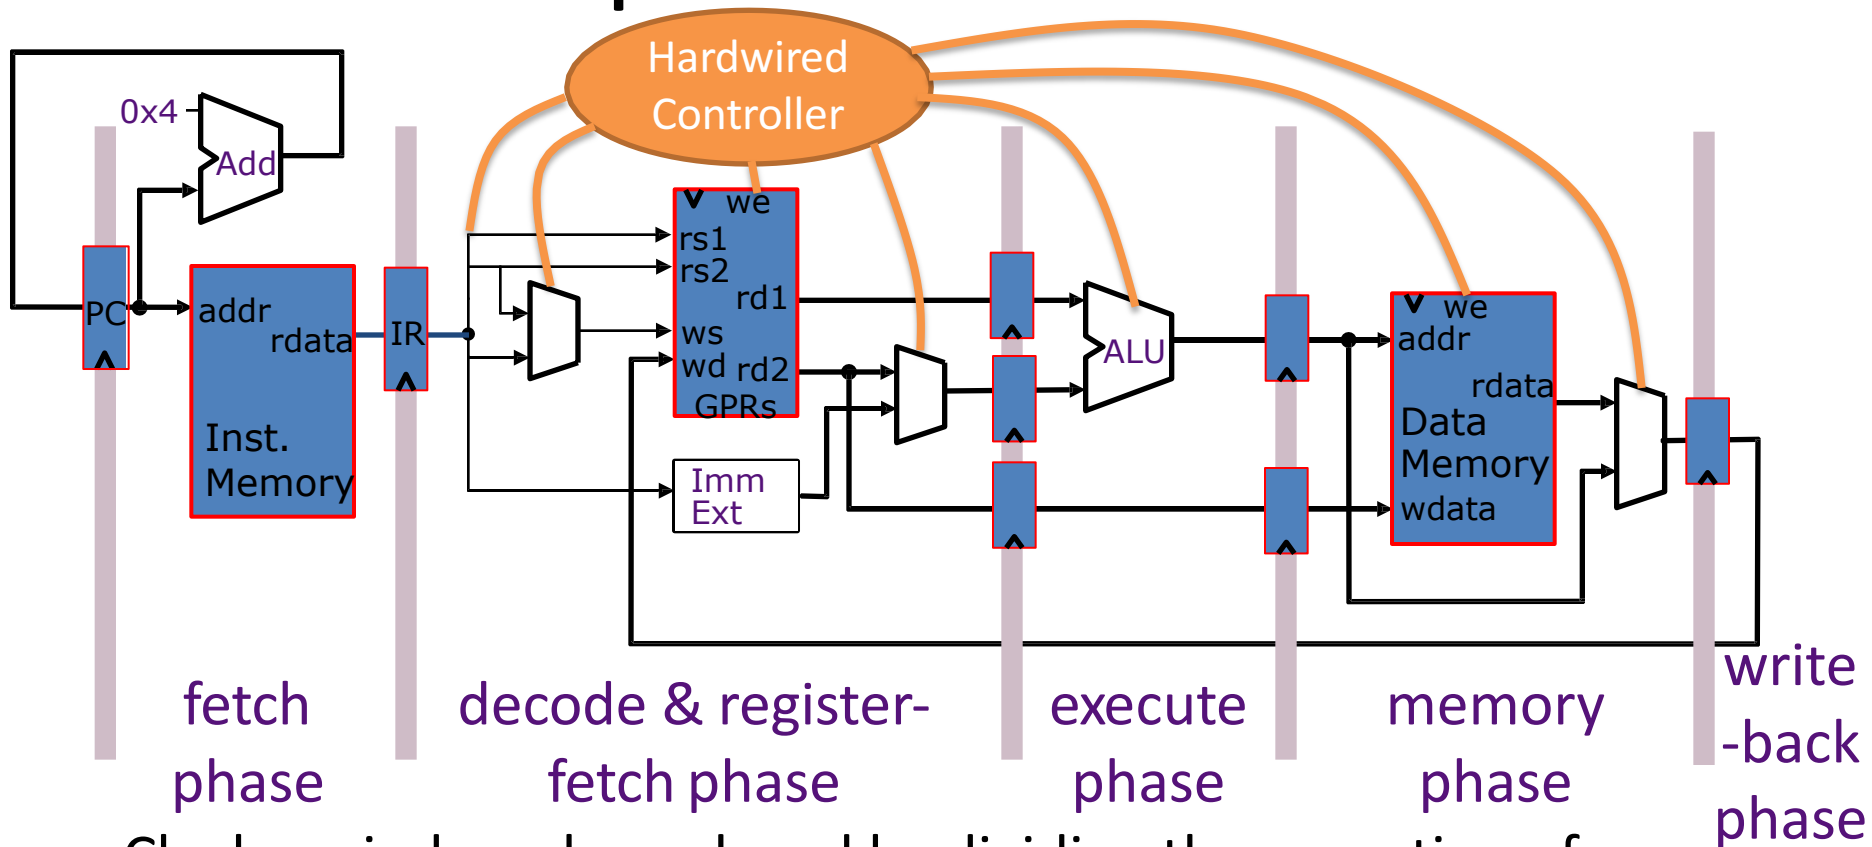 Hardwired
Controller
0x4
Add
PC
addr
rdata
Inst.
Memory
IR
we
rs1
rs2
rd1
ws
wd rd2
GPRs
Imm
Ext
ALU
we
addr
rdata
Data
Memory
wdata
fetch
phase
decode & register-
fetch phase
execute
phase
memory
phase
write
-back
phase